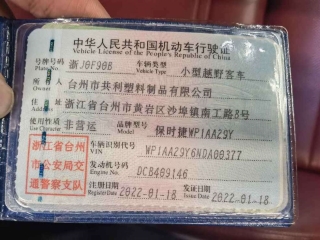 中华人民共和国机动车行驶证
Vehicle License of the People's Republic of China
号牌号码 Plate No. 浙J0F90B 车辆类型 Vehicle Type 小型越野客车
所有人 Owner 台州市共利塑料制品有限公司
住址 Address 浙江省台州市黄岩区沙埠镇南工路8号
使用性质 Use Character 非营运 品牌型号 Model 保时捷WP1AA29Y
浙江省台州市公安局交通警察支队
车辆识别代号 VIN WP1AA29Y6NDA00377
发动机号码 Engine No. DCB409146
注册日期 Register Date 2022-01-18 发证日期 Issue Date 2022-01-18